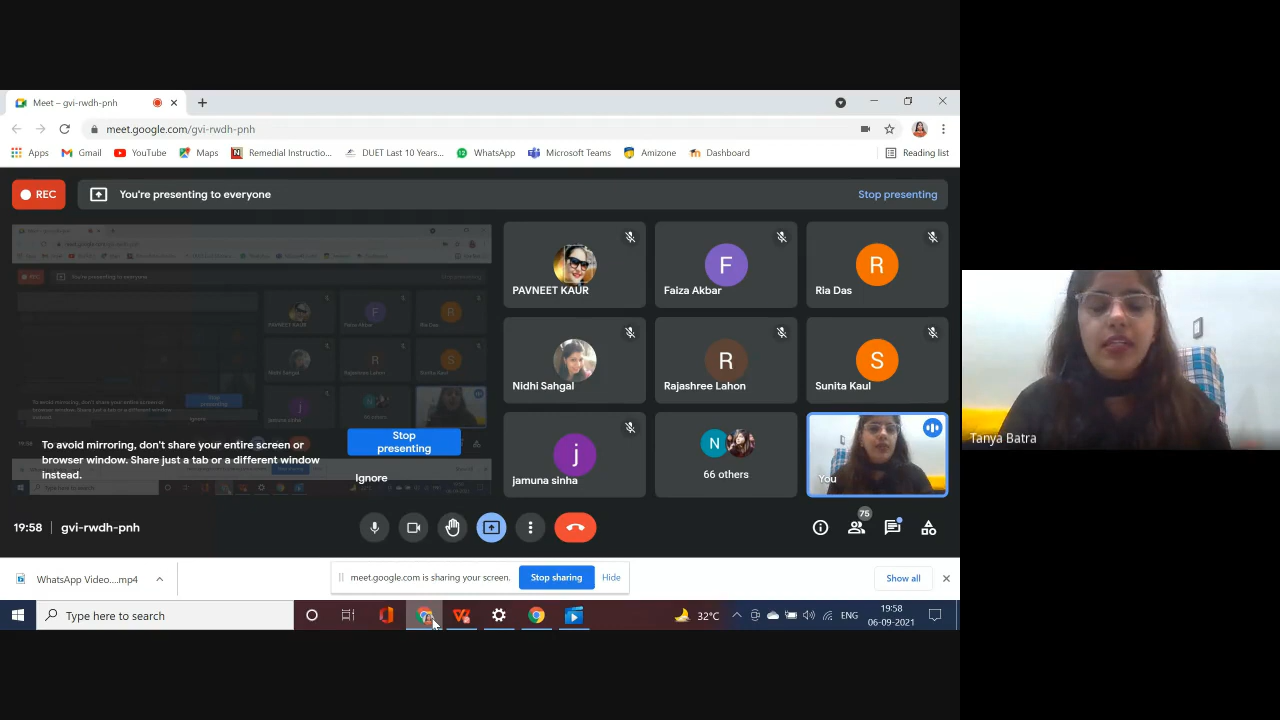 Meet – gvi-rwdh-pnh
meet.google.com/gvi-rwdh-pnh
Apps Gmail YouTube Maps Remedial Instructio... DUET Last 10 Years... WhatsApp Microsoft Teams Amizone Dashboard Reading list
REC You're presenting to everyone Stop presenting
PAVNEET KAUR
F
Faiza Akbar
R
Ria Das
Nidhi Sahgal
R
Rajashree Lahon
S
Sunita Kaul
j
jamuna sinha
N
66 others
You
To avoid mirroring, don't share your entire screen or
browser window. Share just a tab or a different window
instead.
Stop
presenting
Ignore
19:58 | gvi-rwdh-pnh
75
WhatsApp Video....mp4
meet.google.com is sharing your screen. Stop sharing Hide
Show all
Type here to search
32°C ENG
19:58
06-09-2021
Tanya Batra